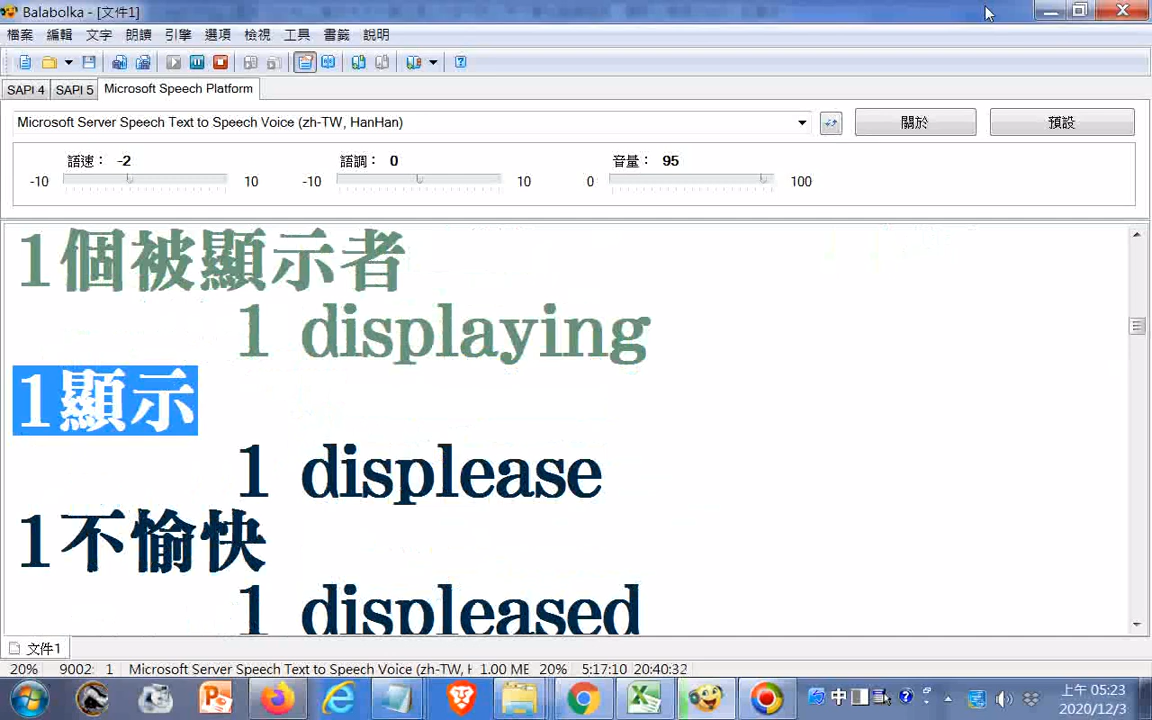 Balabolka - [文件1]
檔案 編輯 文字 朗讀 引擎 選項 檢視 工具 書籤 說明
SAPI 4 SAPI 5 Microsoft Speech Platform
Microsoft Server Speech Text to Speech Voice (zh-TW, HanHan) 關於 預設
語速： -2 語調： 0 音量： 95
-10 10 -10 10 0 100
1個被顯示者
1 displaying
1顯示
1 displease
1不愉快
1 displeased
文件1
20% 9002: 1 Microsoft Server Speech Text to Speech Voice (zh-TW, H 1.00 ME 20% 5:17:10 20:40:32
中 上午 05:23
2020/12/3